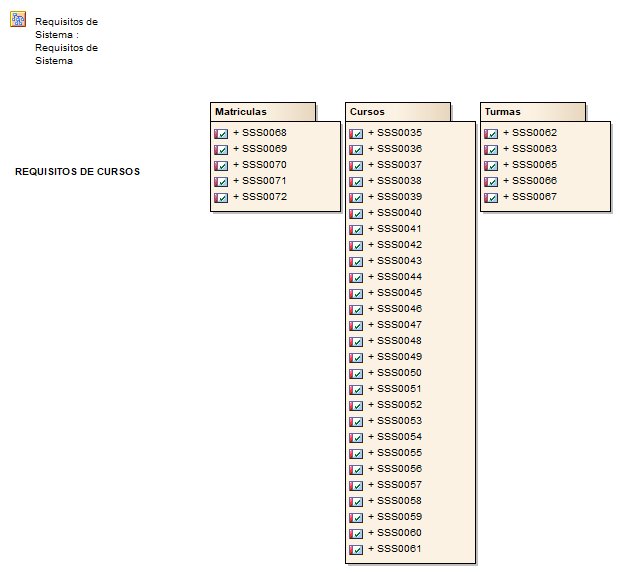 Requisitos de
Sistema :
Requisitos de
Sistema
REQUISITOS DE CURSOS
Matriculas
+ SSS0068
+ SSS0069
+ SSS0070
+ SSS0071
+ SSS0072
Cursos
+ SSS0035
+ SSS0036
+ SSS0037
+ SSS0038
+ SSS0039
+ SSS0040
+ SSS0041
+ SSS0042
+ SSS0043
+ SSS0044
+ SSS0045
+ SSS0046
+ SSS0047
+ SSS0048
+ SSS0049
+ SSS0050
+ SSS0051
+ SSS0052
+ SSS0053
+ SSS0054
+ SSS0055
+ SSS0056
+ SSS0057
+ SSS0058
+ SSS0059
+ SSS0060
+ SSS0061
Turmas
+ SSS0062
+ SSS0063
+ SSS0065
+ SSS0066
+ SSS0067